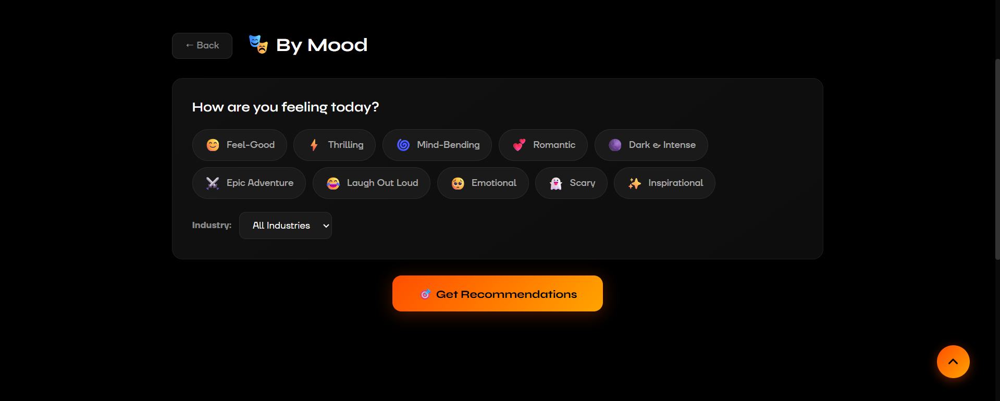 ← Back
By Mood
How are you feeling today?
Feel-Good Thrilling Mind-Bending Romantic Dark & Intense
Epic Adventure Laugh Out Loud Emotional Scary Inspirational
Industry: All Industries
Get Recommendations